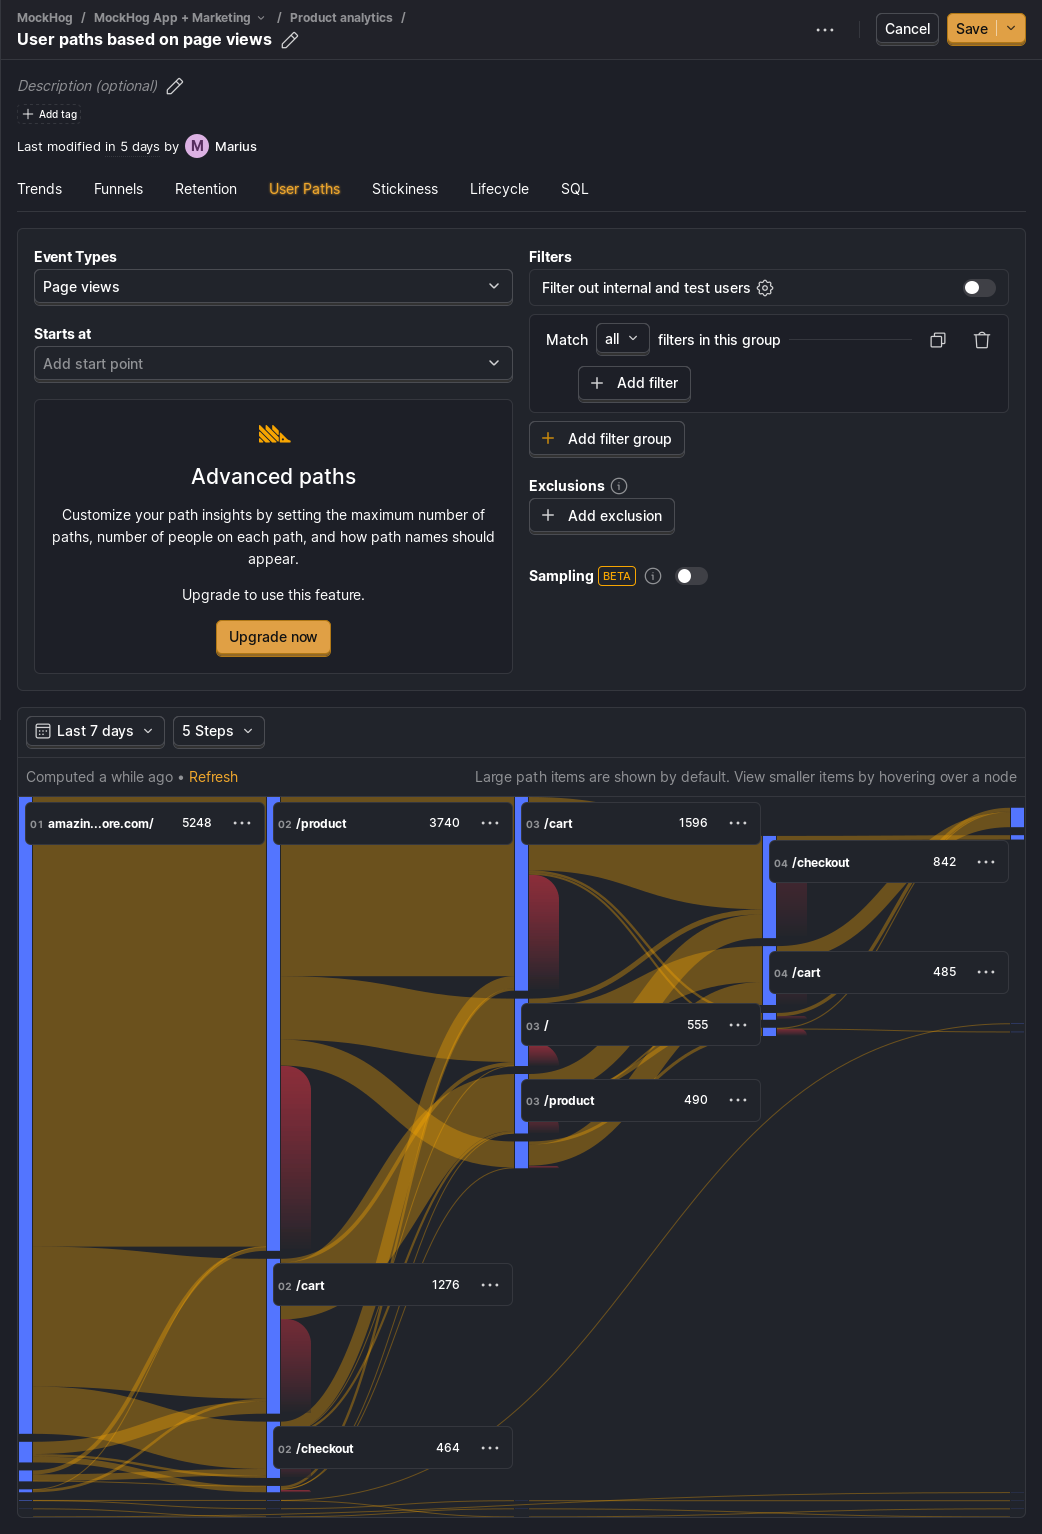 MockHog / MockHog App + Marketing / Product analytics /
User paths based on page views
Cancel
Save
Description (optional)
Add tag
Last modified in 5 days by M Marius
Trends Funnels Retention User Paths Stickiness Lifecycle SQL
Event Types
Page views
Starts at
Add start point
Advanced paths
Customize your path insights by setting the maximum number of
paths, number of people on each path, and how path names should
appear.
Upgrade to use this feature.
Upgrade now
Filters
Filter out internal and test users
Match all filters in this group
Add filter
Add filter group
Exclusions
Add exclusion
Sampling BETA
Last 7 days 5 Steps
Computed a while ago • Refresh
Large path items are shown by default. View smaller items by hovering over a node
01 amazin...ore.com/ 5248
02 /product 3740
03 /cart 1596
04 /checkout 842
04 /cart 485
03 / 555
03 /product 490
02 /cart 1276
02 /checkout 464